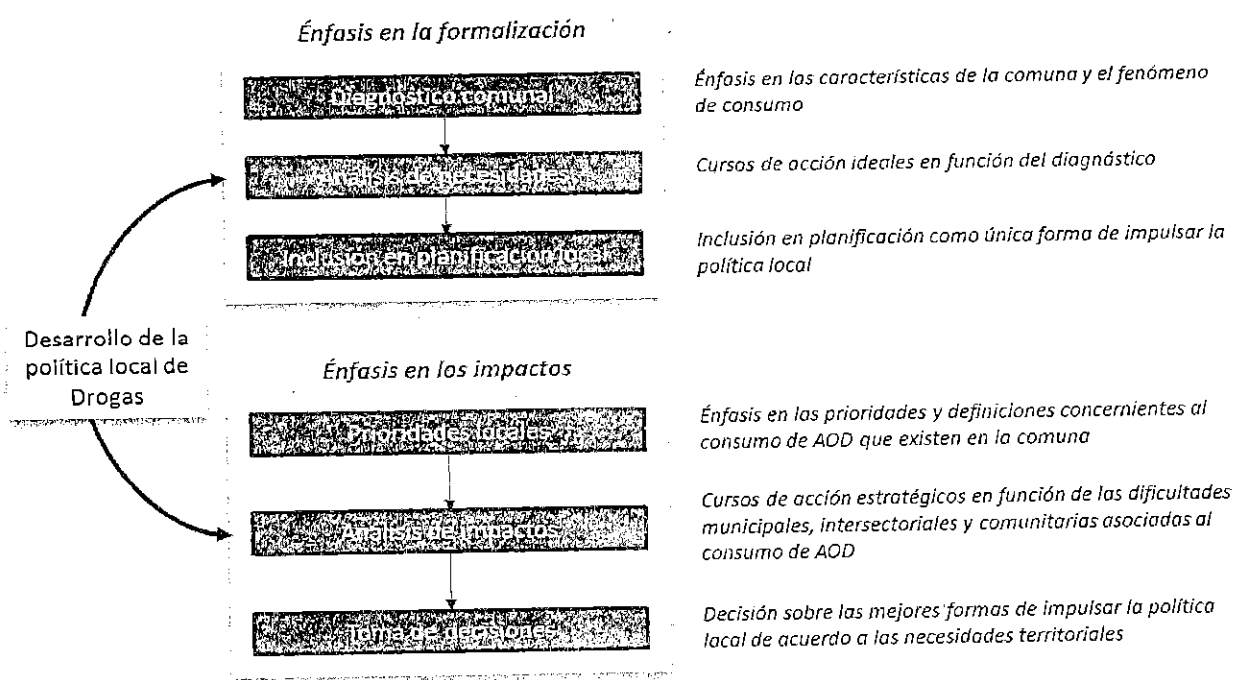 Énfasis en la formalización
Diagnóstico comunal
Énfasis en las características de la comuna y el fenómeno
de consumo
Análisis de necesidades
Cursos de acción ideales en función del diagnóstico
Inclusión en planificación local
Inclusión en planificación como única forma de impulsar la
política local
Desarrollo de la
política local de
Drogas
Énfasis en los impactos
Prioridades locales
Énfasis en las prioridades y definiciones concernientes al
consumo de AOD que existen en la comuna
Análisis de impactos
Cursos de acción estratégicos en función de las dificultades
municipales, intersectoriales y comunitarias asociadas al
consumo de AOD
Toma de decisiones
Decisión sobre las mejores formas de impulsar la política
local de acuerdo a las necesidades territoriales